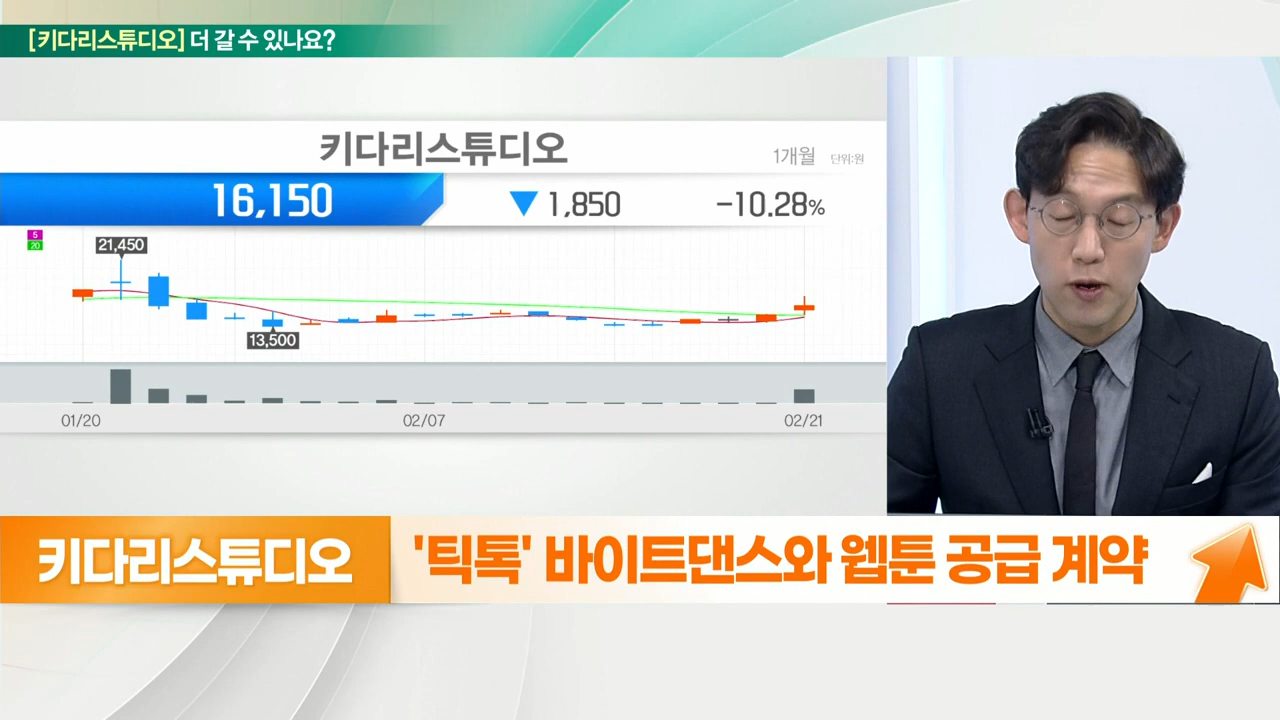 [키다리스튜디오] 더 갈 수 있나요?
키다리스튜디오
1개월 단위:원
16,150 ▼ 1,850 -10.28%
5
20
21,450
13,500
01/20 02/07 02/21
키다리스튜디오 '틱톡' 바이트댄스와 웹툰 공급 계약